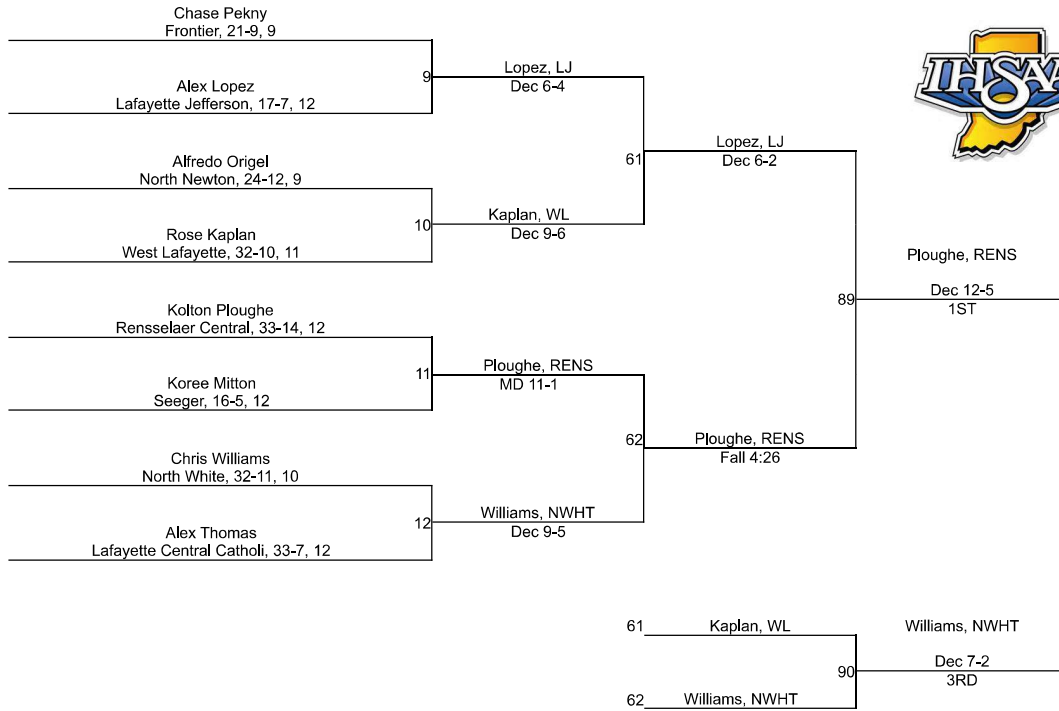 Chase Pekny
Frontier, 21-9, 9
Alex Lopez
Lafayette Jefferson, 17-7, 12
9
Lopez, LJ
Dec 6-4
Alfredo Origel
North Newton, 24-12, 9
Rose Kaplan
West Lafayette, 32-10, 11
10
Kaplan, WL
Dec 9-6
61
Lopez, LJ
Dec 6-2
Kolton Ploughe
Rensselaer Central, 33-14, 12
Koree Mitton
Seeger, 16-5, 12
11
Ploughe, RENS
MD 11-1
Chris Williams
North White, 32-11, 10
Alex Thomas
Lafayette Central Catholi, 33-7, 12
12
Williams, NWHT
Dec 9-5
62
Ploughe, RENS
Fall 4:26
89
Ploughe, RENS
Dec 12-5
1ST
61
Kaplan, WL
62
Williams, NWHT
90
Williams, NWHT
Dec 7-2
3RD
IHSAA